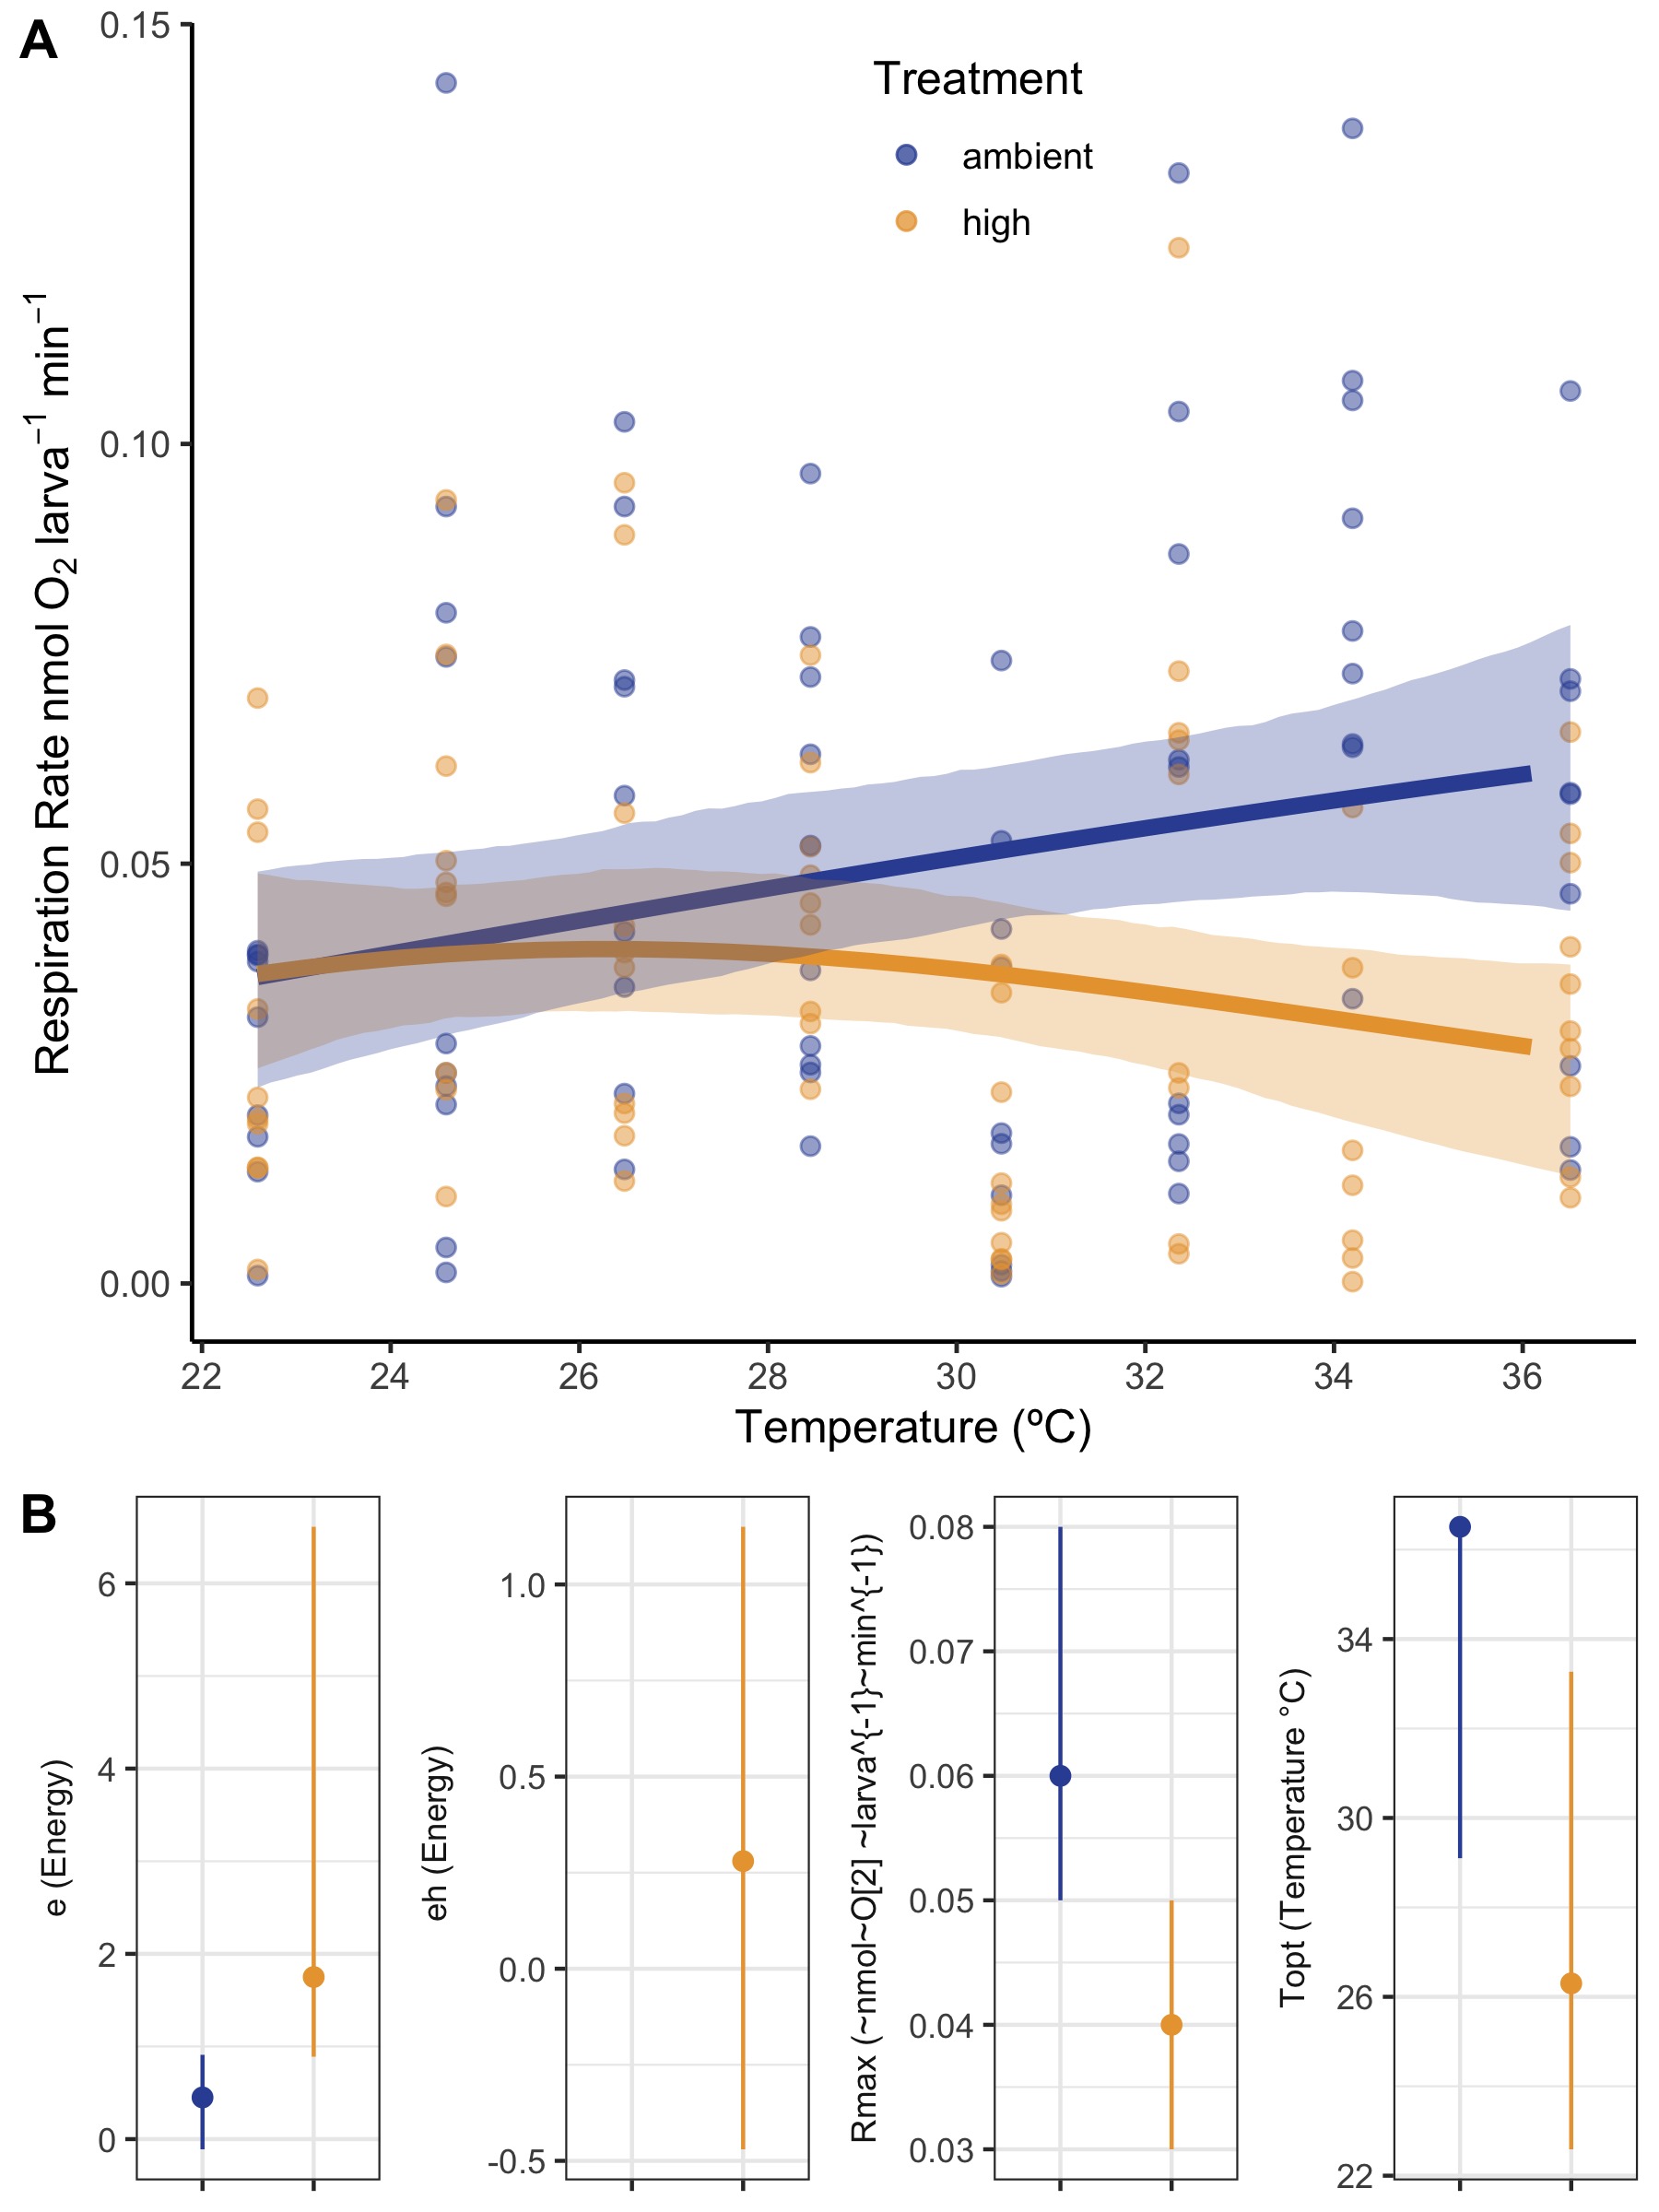 A
Treatment
ambient
high
Respiration Rate nmol O₂ larva⁻¹ min⁻¹
0.15
0.10
0.05
0.00
22 24 26 28 30 32 34 36
Temperature (ºC)
B
e (Energy)
6
4
2
0
eh (Energy)
1.0
0.5
0.0
-0.5
Rmax (~nmol~O[2] ~larva^{-1}~min^{-1})
0.08
0.07
0.06
0.05
0.04
0.03
Topt (Temperature °C)
34
30
26
22